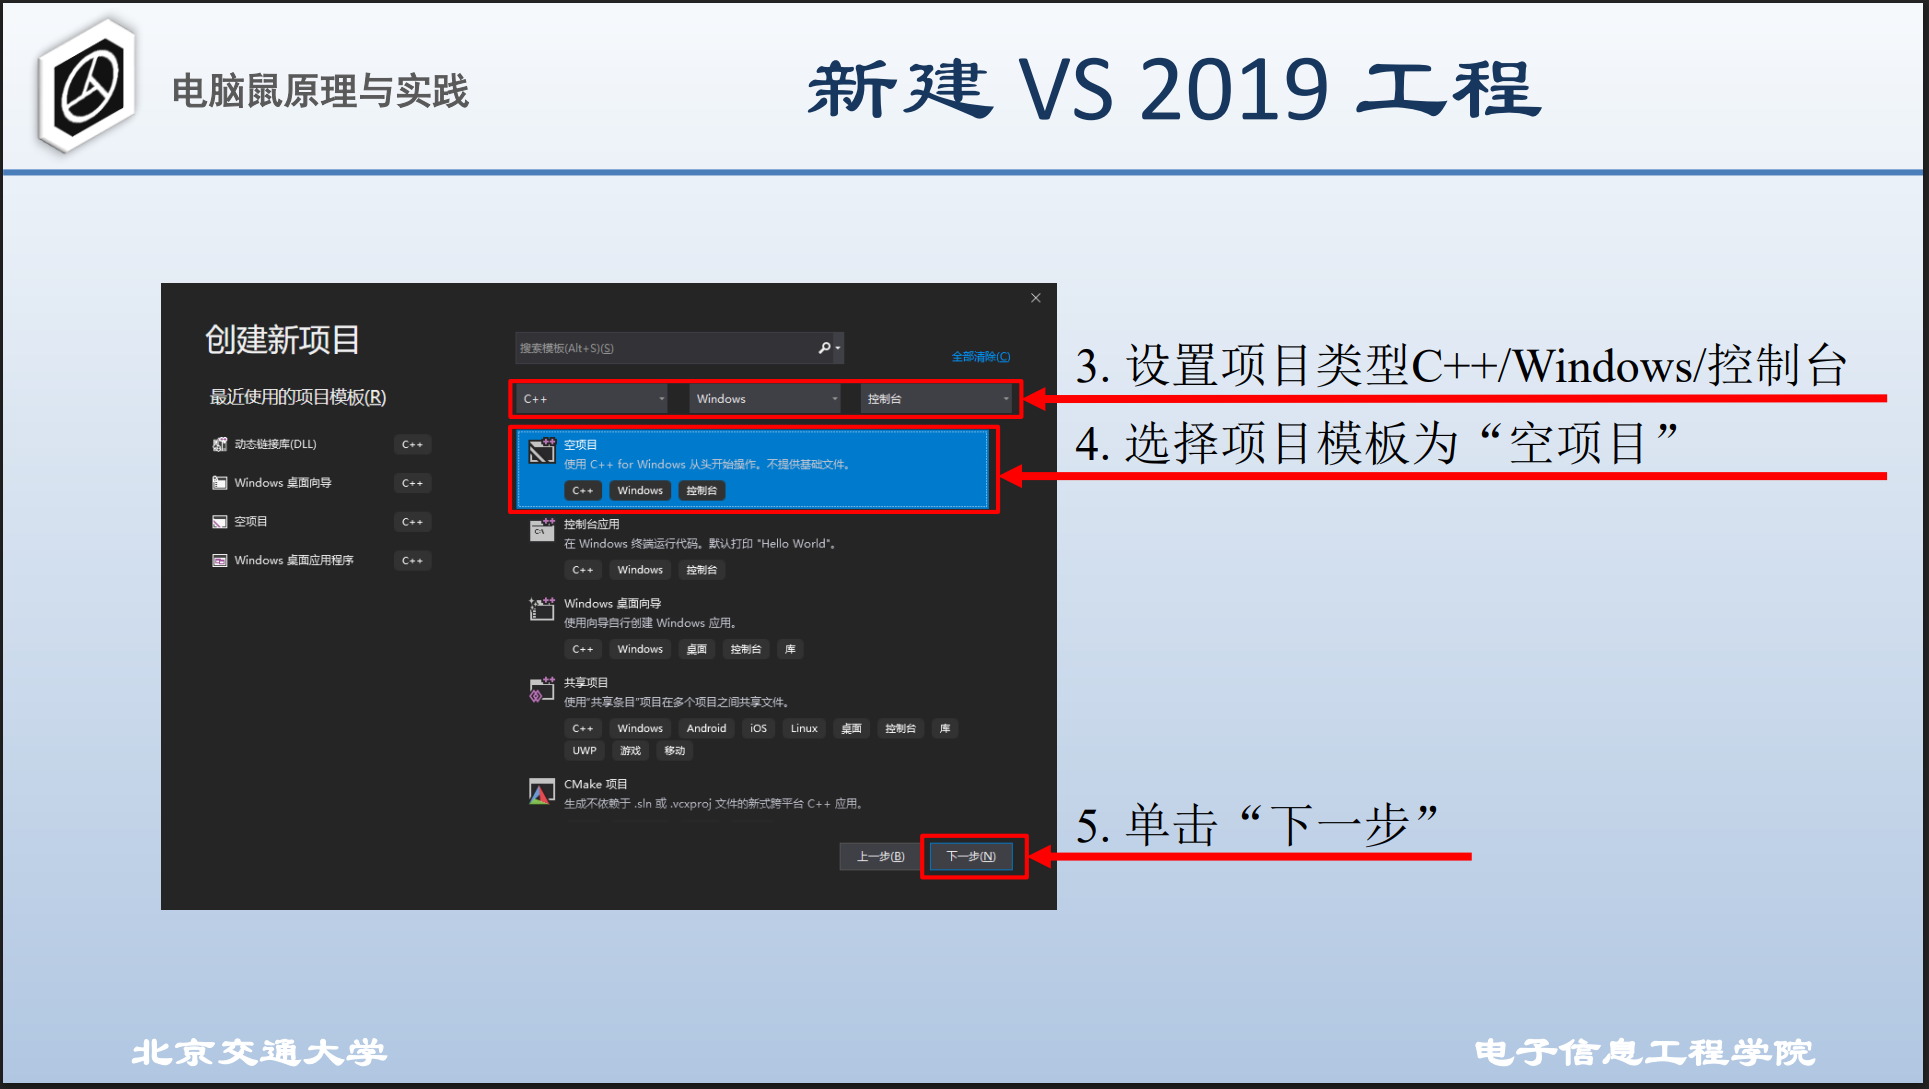 电脑鼠原理与实践
新建 VS 2019 工程
创建新项目
搜索模板(Alt+S)(S)
全部清除(C)
最近使用的项目模板(R)
动态链接库(DLL) C++
Windows 桌面向导 C++
空项目 C++
Windows 桌面应用程序 C++
C++ Windows 控制台
空项目
使用 C++ for Windows 从头开始操作。不提供基础文件。
C++ Windows 控制台
控制台应用
在 Windows 终端运行代码。默认打印 "Hello World"。
C++ Windows 控制台
Windows 桌面向导
使用向导自行创建 Windows 应用。
C++ Windows 桌面 控制台 库
共享项目
使用"共享条目"项目在多个项目之间共享文件。
C++ Windows Android iOS Linux 桌面 控制台 库
UWP 游戏 移动
CMake 项目
生成不依赖于 .sln 或 .vcxproj 文件的新式跨平台 C++ 应用。
上一步(B) 下一步(N)
3. 设置项目类型C++/Windows/控制台
4. 选择项目模板为“空项目”
5. 单击“下一步”
北京交通大学
电子信息工程学院